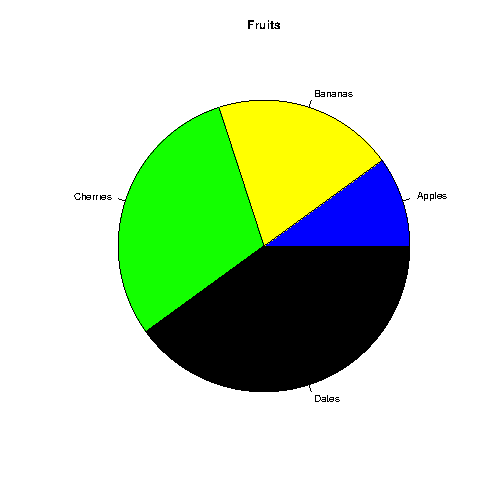 Fruits
Bananas
Cherries
Apples
Dates